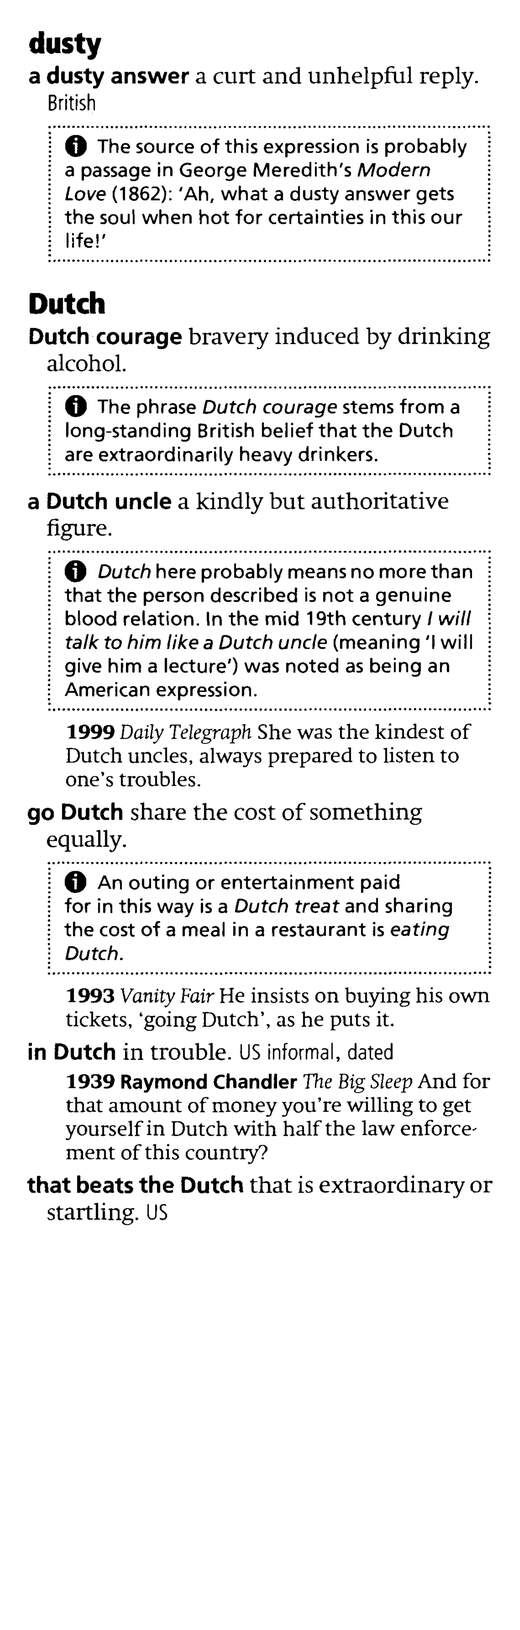 dusty
a dusty answer a curt and unhelpful reply.
British
The source of this expression is probably
a passage in George Meredith's Modern
Love (1862): 'Ah, what a dusty answer gets
the soul when hot for certainties in this our
life!'
Dutch
Dutch courage bravery induced by drinking
alcohol.
The phrase Dutch courage stems from a
long-standing British belief that the Dutch
are extraordinarily heavy drinkers.
a Dutch uncle a kindly but authoritative
figure.
Dutch here probably means no more than
that the person described is not a genuine
blood relation. In the mid 19th century I will
talk to him like a Dutch uncle (meaning 'I will
give him a lecture') was noted as being an
American expression.
1999 Daily Telegraph She was the kindest of
Dutch uncles, always prepared to listen to
one's troubles.
go Dutch share the cost of something
equally.
An outing or entertainment paid
for in this way is a Dutch treat and sharing
the cost of a meal in a restaurant is eating
Dutch.
1993 Vanity Fair He insists on buying his own
tickets, 'going Dutch', as he puts it.
in Dutch in trouble. US informal, dated
1939 Raymond Chandler The Big Sleep And for
that amount of money you're willing to get
yourself in Dutch with half the law enforce-
ment of this country?
that beats the Dutch that is extraordinary or
startling. US